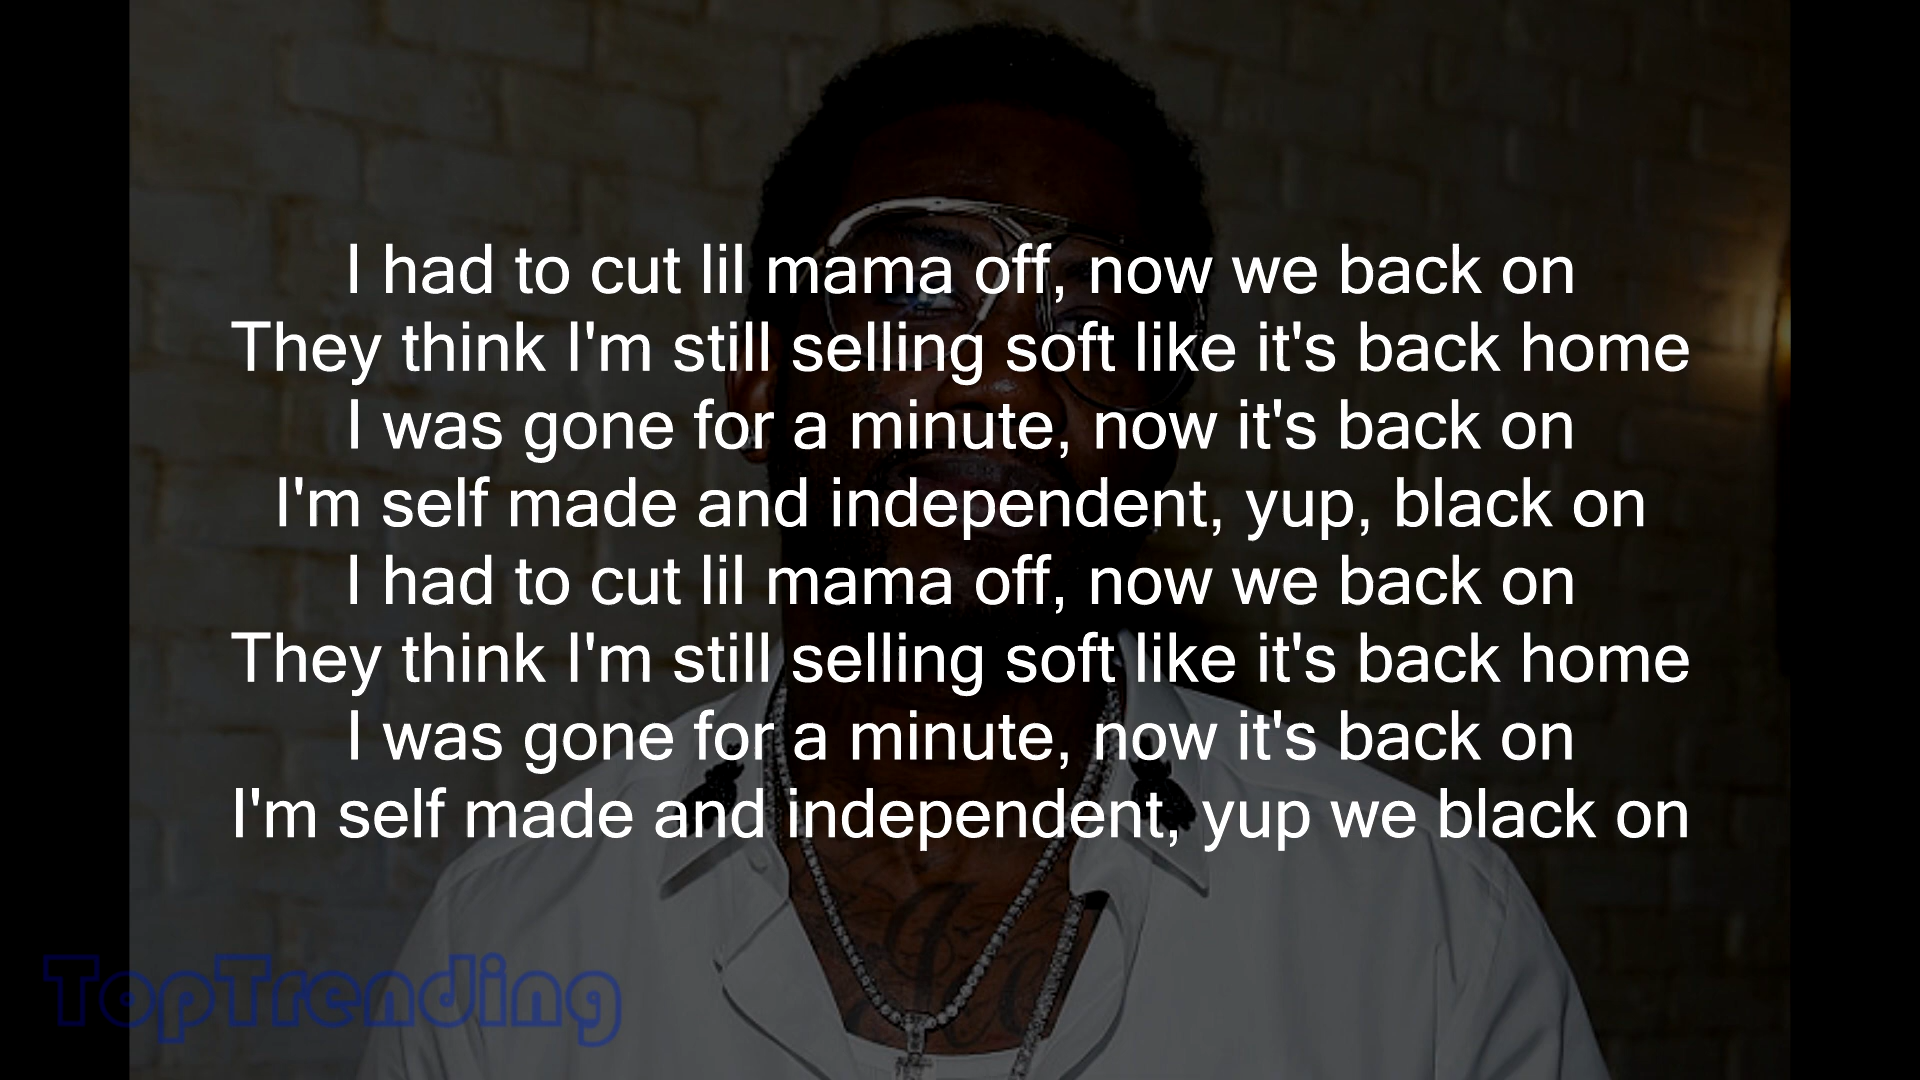 I had to cut lil mama off, now we back on
They think I'm still selling soft like it's back home
I was gone for a minute, now it's back on
I'm self made and independent, yup, black on
I had to cut lil mama off, now we back on
They think I'm still selling soft like it's back home
I was gone for a minute, now it's back on
I'm self made and independent, yup we black on
TopTrending